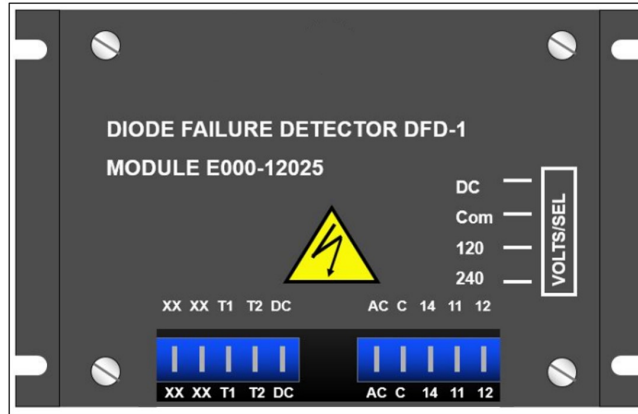 DIODE FAILURE DETECTOR DFD-1
MODULE E000-12025
DC
Com
120
240
VOLTS/SEL
XX XX T1 T2 DC
AC C 14 11 12
XX XX T1 T2 DC
AC C 14 11 12